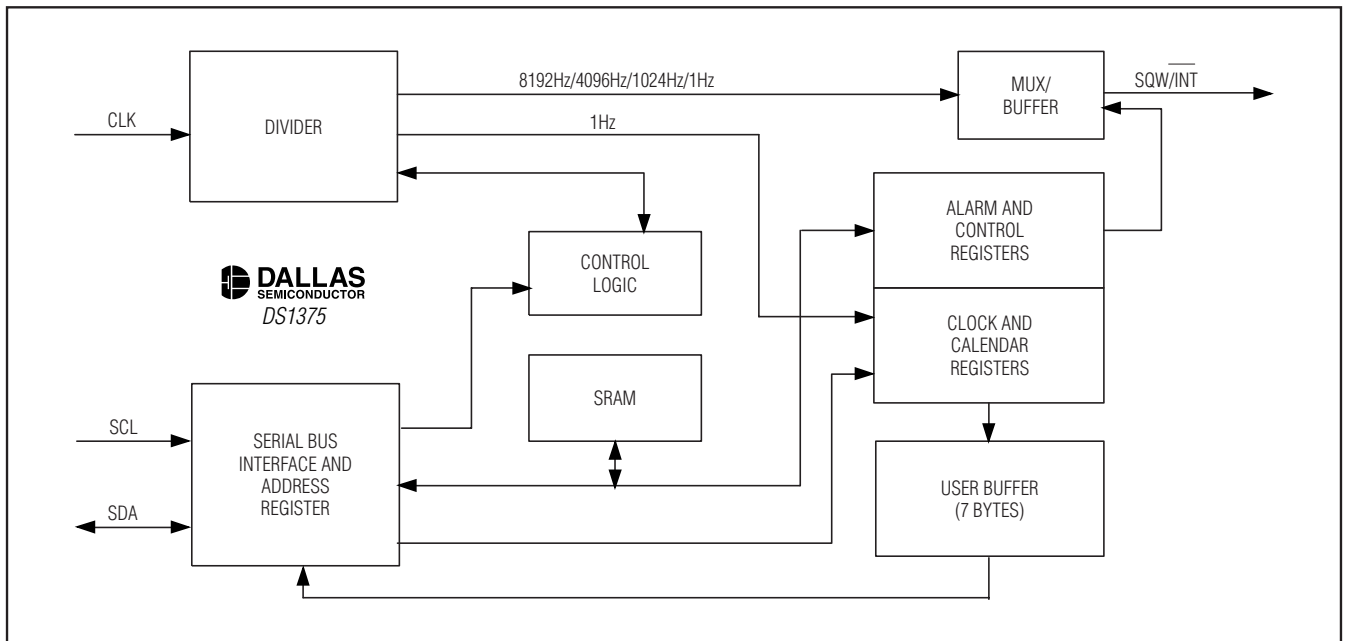 8192Hz/4096Hz/1024Hz/1Hz
MUX/
BUFFER
SQW/INT
CLK
DIVIDER
1Hz
ALARM AND
CONTROL
REGISTERS
CONTROL
LOGIC
DALLAS
SEMICONDUCTOR
DS1375
CLOCK AND
CALENDAR
REGISTERS
SRAM
SCL
SERIAL BUS
INTERFACE AND
ADDRESS
REGISTER
USER BUFFER
(7 BYTES)
SDA